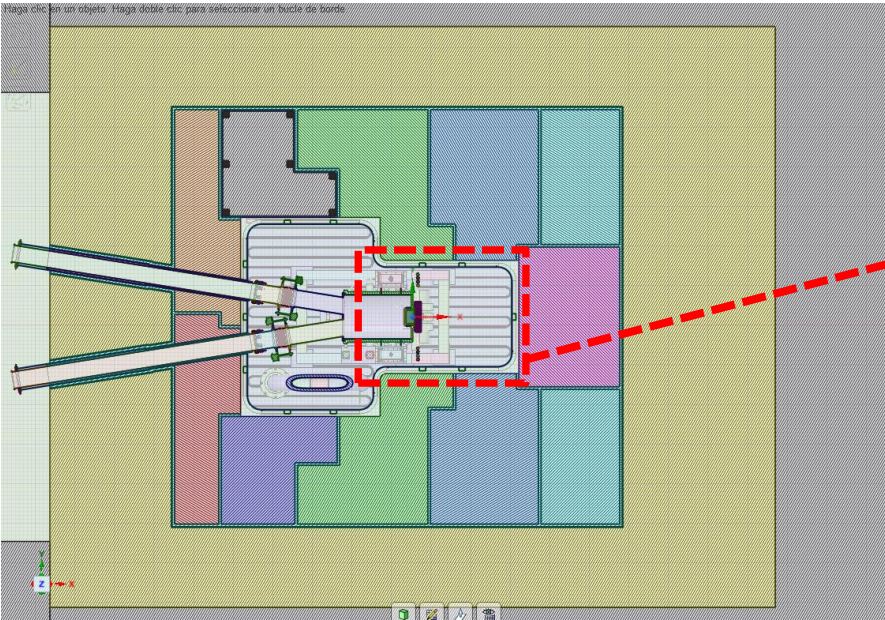 Haga clic en un objeto. Haga doble clic para seleccionar un bucle de borde.
X
Y
Z
X